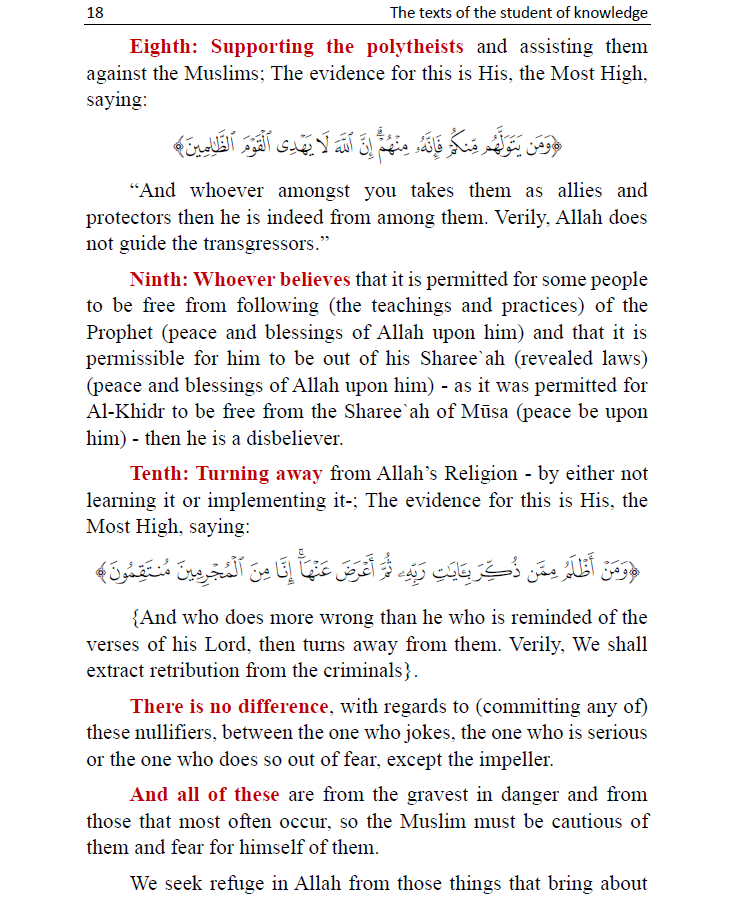 18 The texts of the student of knowledge
Eighth: Supporting the polytheists and assisting them
against the Muslims; The evidence for this is His, the Most High,
saying:
﴿وَمَن يَتَوَلَّهُم مِّنكُمْ فَإِنَّهُۥ مِنْهُمْ ۗ إِنَّ ٱللَّهَ لَا يَهْدِى ٱلْقَوْمَ ٱلظَّـٰلِمِينَ﴾
“And whoever amongst you takes them as allies and
protectors then he is indeed from among them. Verily, Allah does
not guide the transgressors.”
Ninth: Whoever believes that it is permitted for some people
to be free from following (the teachings and practices) of the
Prophet (peace and blessings of Allah upon him) and that it is
permissible for him to be out of his Sharee`ah (revealed laws)
(peace and blessings of Allah upon him) - as it was permitted for
Al-Khidr to be free from the Sharee`ah of Mūsa (peace be upon
him) - then he is a disbeliever.
Tenth: Turning away from Allah’s Religion - by either not
learning it or implementing it-; The evidence for this is His, the
Most High, saying:
﴿وَمَنْ أَظْلَمُ مِمَّن ذُكِّرَ بِـَٔايَـٰتِ رَبِّهِۦ ثُمَّ أَعْرَضَ عَنْهَآ ۚ إِنَّا مِنَ ٱلْمُجْرِمِينَ مُنتَقِمُونَ﴾
{And who does more wrong than he who is reminded of the
verses of his Lord, then turns away from them. Verily, We shall
extract retribution from the criminals}.
There is no difference, with regards to (committing any of)
these nullifiers, between the one who jokes, the one who is serious
or the one who does so out of fear, except the impeller.
And all of these are from the gravest in danger and from
those that most often occur, so the Muslim must be cautious of
them and fear for himself of them.
We seek refuge in Allah from those things that bring about